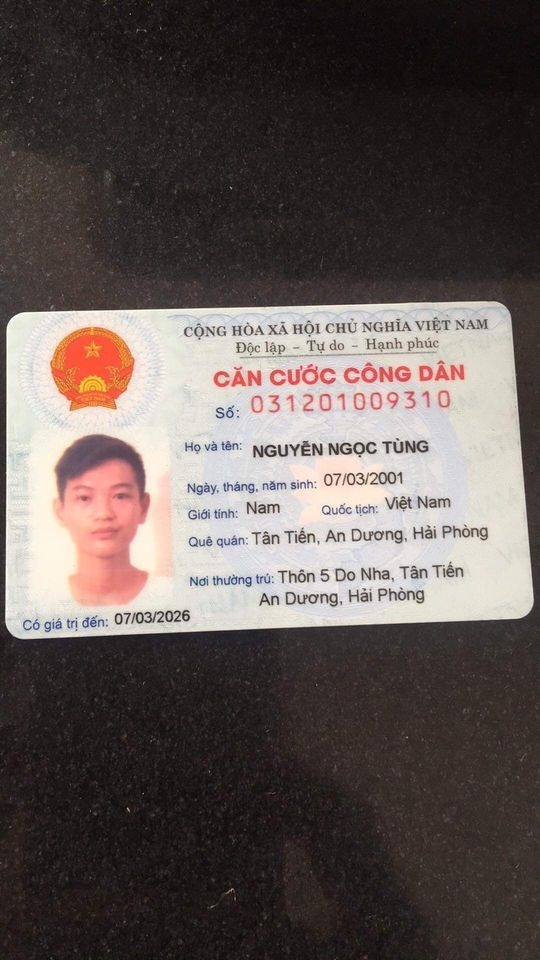 CỘNG HÒA XÃ HỘI CHỦ NGHĨA VIỆT NAM
Độc lập - Tự do - Hạnh phúc
CĂN CƯỚC CÔNG DÂN
Số: 031201009310
Họ và tên: NGUYỄN NGỌC TÙNG
Ngày, tháng, năm sinh: 07/03/2001
Giới tính: Nam Quốc tịch: Việt Nam
Quê quán: Tân Tiến, An Dương, Hải Phòng
Nơi thường trú: Thôn 5 Do Nha, Tân Tiến
An Dương, Hải Phòng
Có giá trị đến: 07/03/2026